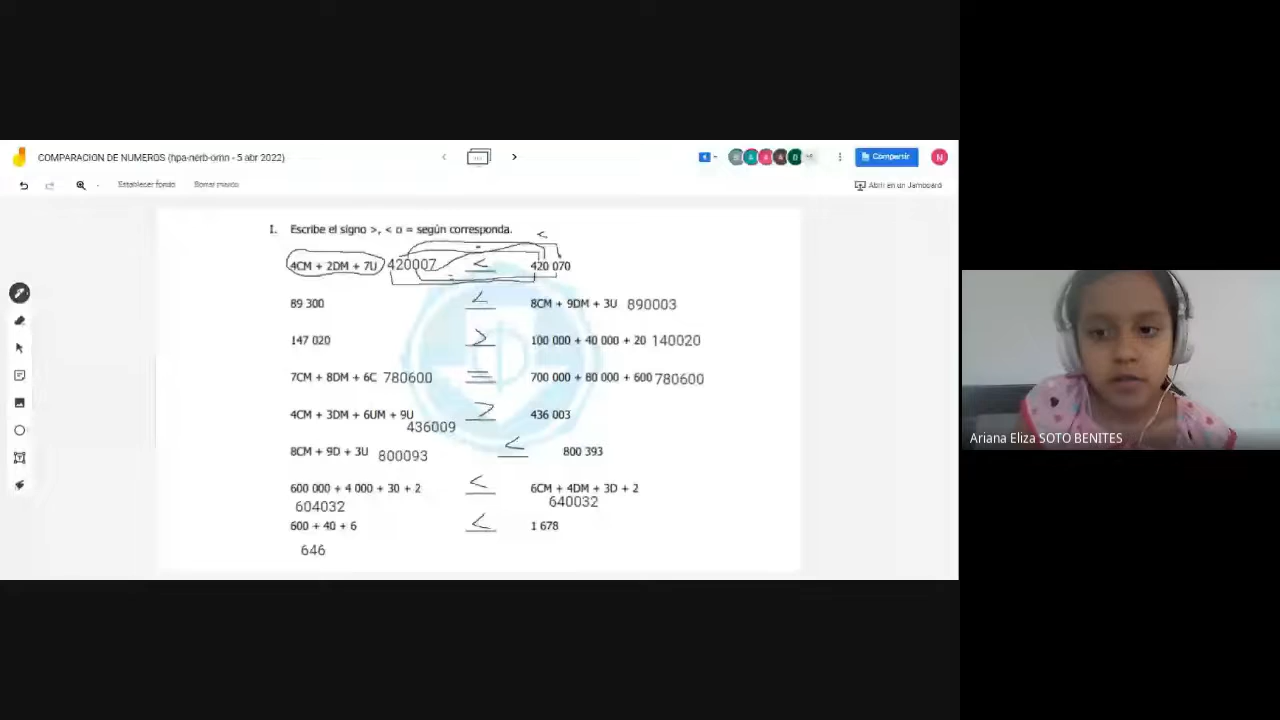 COMPARACION DE NUMEROS (hpa-nerb-omn - 5 abr 2022)
Compartir
N
Establecer fondo
Borrar marco
Abrir en un Jamboard
I. Escribe el signo >, < o = según corresponda.
<
=
4CM + 2DM + 7U 420007 < 420 070
=
89 300 < 8CM + 9DM + 3U 890003
147 020 > 100 000 + 40 000 + 20 140020
7CM + 8DM + 6C 780600 = 700 000 + 80 000 + 600 780600
4CM + 3DM + 6UM + 9U 436009 > 436 003
8CM + 9D + 3U 800093 < 800 393
600 000 + 4 000 + 30 + 2 < 6CM + 4DM + 3D + 2
604032 640032
600 + 40 + 6 < 1 678
646
Ariana Eliza SOTO BENITES